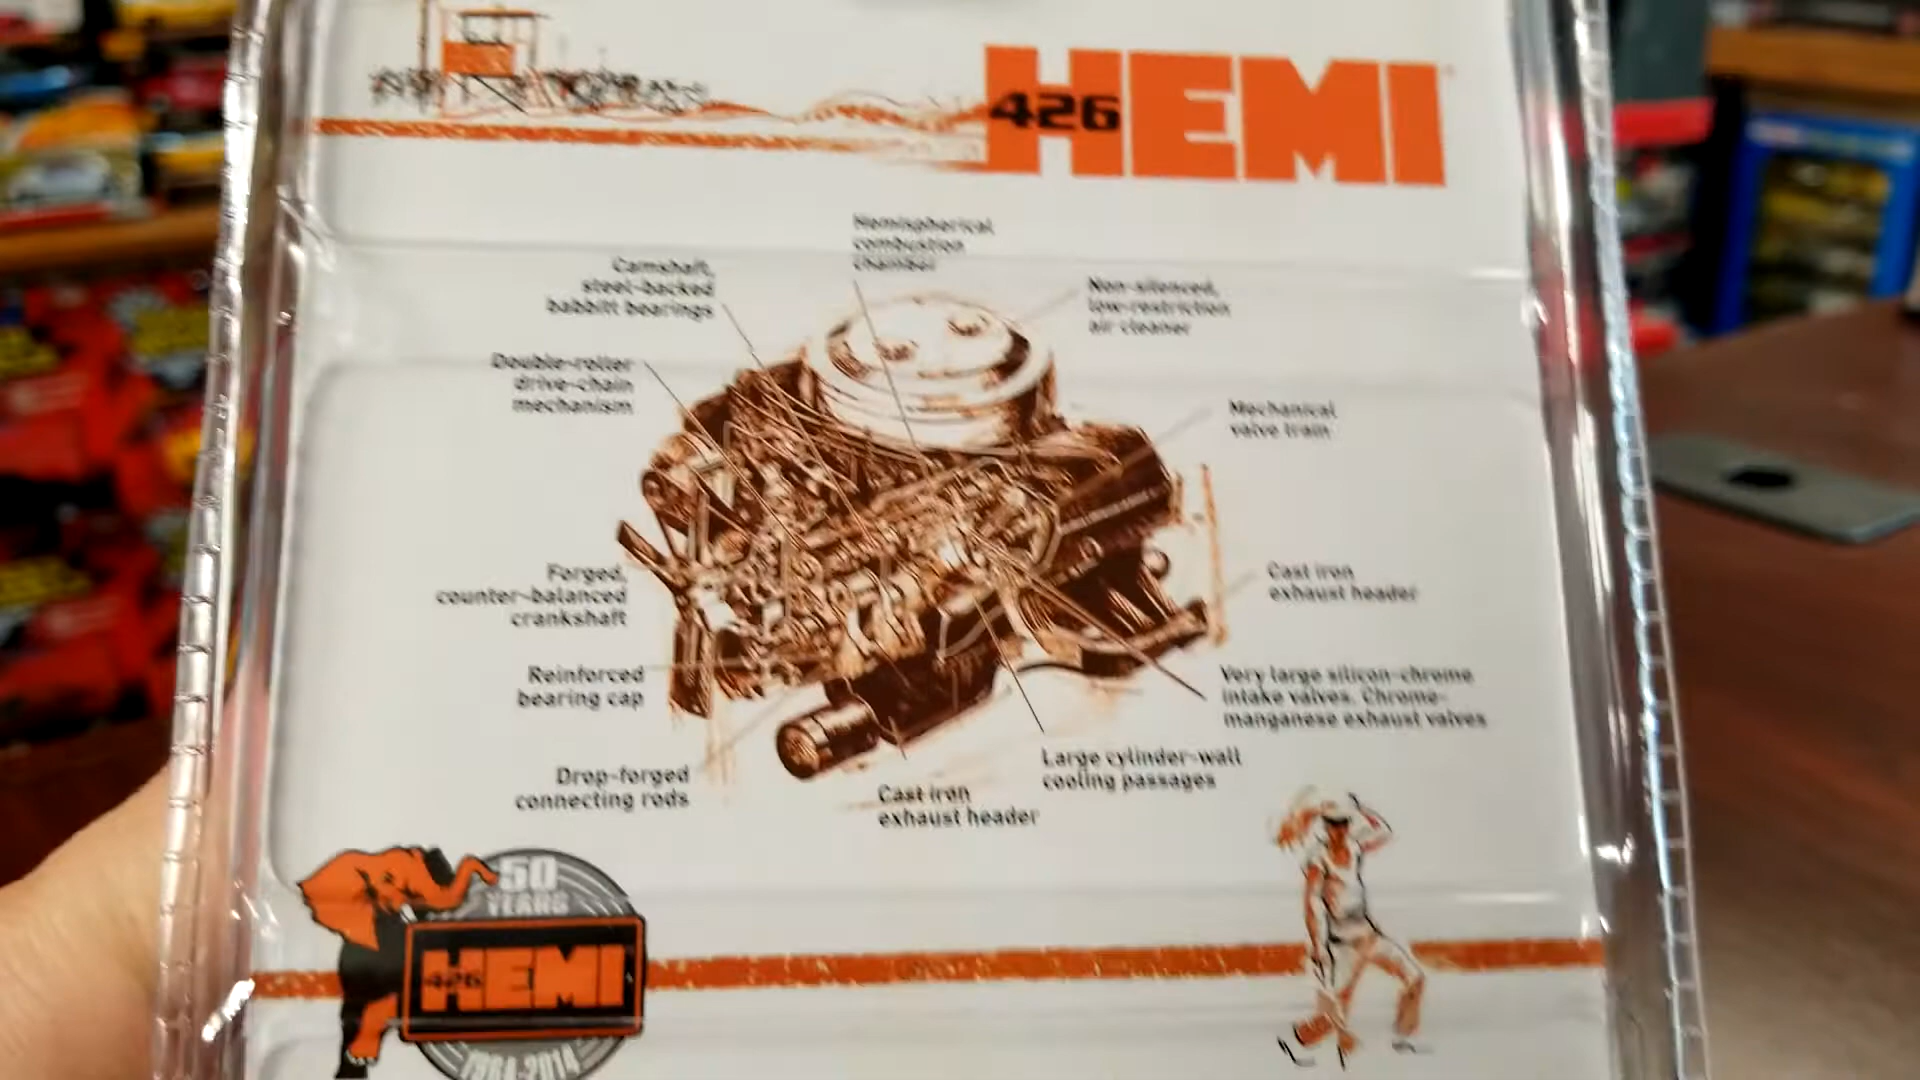 426 HEMI
Hemispherical
combustion
chamber
Camshaft,
steel-backed
babbitt bearings
Non-silenced,
low-restriction
air cleaner
Double-roller
drive-chain
mechanism
Mechanical
valve train
Forged,
counter-balanced
crankshaft
Cast iron
exhaust header
Reinforced
bearing cap
Very large silicon-chrome
intake valves. Chrome-
manganese exhaust valves
Large cylinder-wall
cooling passages
Drop-forged
connecting rods
Cast iron
exhaust header
50
YEARS
426 HEMI
1964-2014